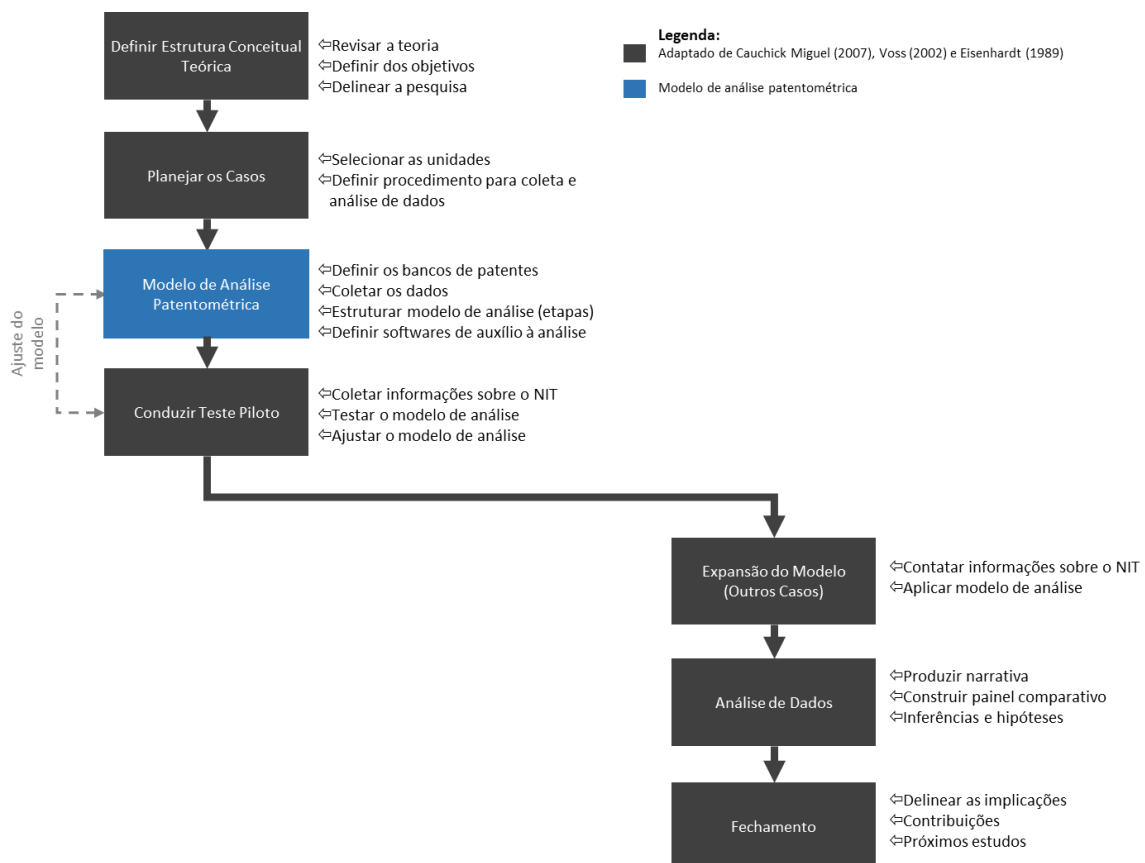 Definir Estrutura Conceitual
Teórica
⇦Revisar a teoria
⇦Definir dos objetivos
⇦Delinear a pesquisa
Legenda:
Adaptado de Cauchick Miguel (2007), Voss (2002) e Eisenhardt (1989)
Modelo de análise patentométrica
Planejar os Casos
⇦Selecionar as unidades
⇦Definir procedimento para coleta e
análise de dados
Modelo de Análise
Patentométrica
⇦Definir os bancos de patentes
⇦Coletar os dados
⇦Estruturar modelo de análise (etapas)
⇦Definir softwares de auxílio à análise
Ajuste do
modelo
Conduzir Teste Piloto
⇦Coletar informações sobre o NIT
⇦Testar o modelo de análise
⇦Ajustar o modelo de análise
Expansão do Modelo
(Outros Casos)
⇦Contatar informações sobre o NIT
⇦Aplicar modelo de análise
Análise de Dados
⇦Produzir narrativa
⇦Construir painel comparativo
⇦Inferências e hipóteses
Fechamento
⇦Delinear as implicações
⇦Contribuições
⇦Próximos estudos